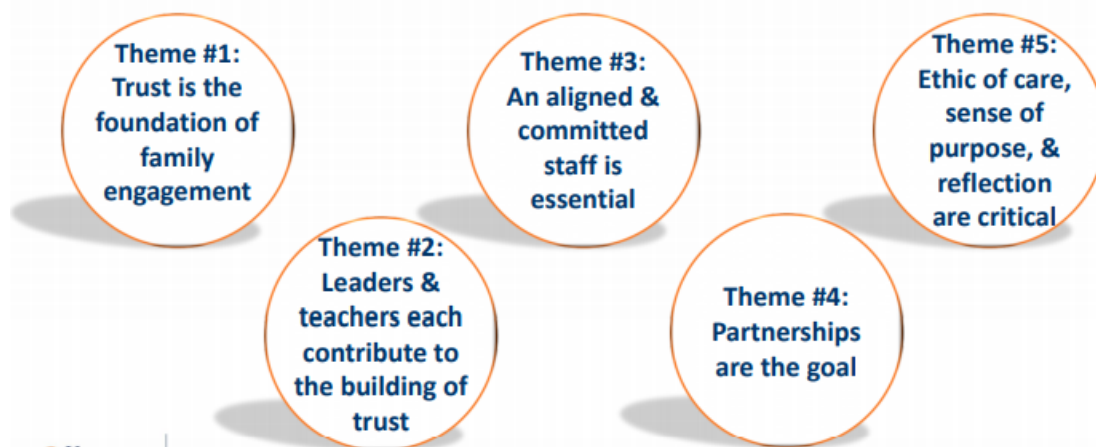 Theme #1:
Trust is the
foundation of
family
engagement
Theme #2:
Leaders &
teachers each
contribute to
the building of
trust
Theme #3:
An aligned &
committed
staff is
essential
Theme #4:
Partnerships
are the goal
Theme #5:
Ethic of care,
sense of
purpose, &
reflection
are critical